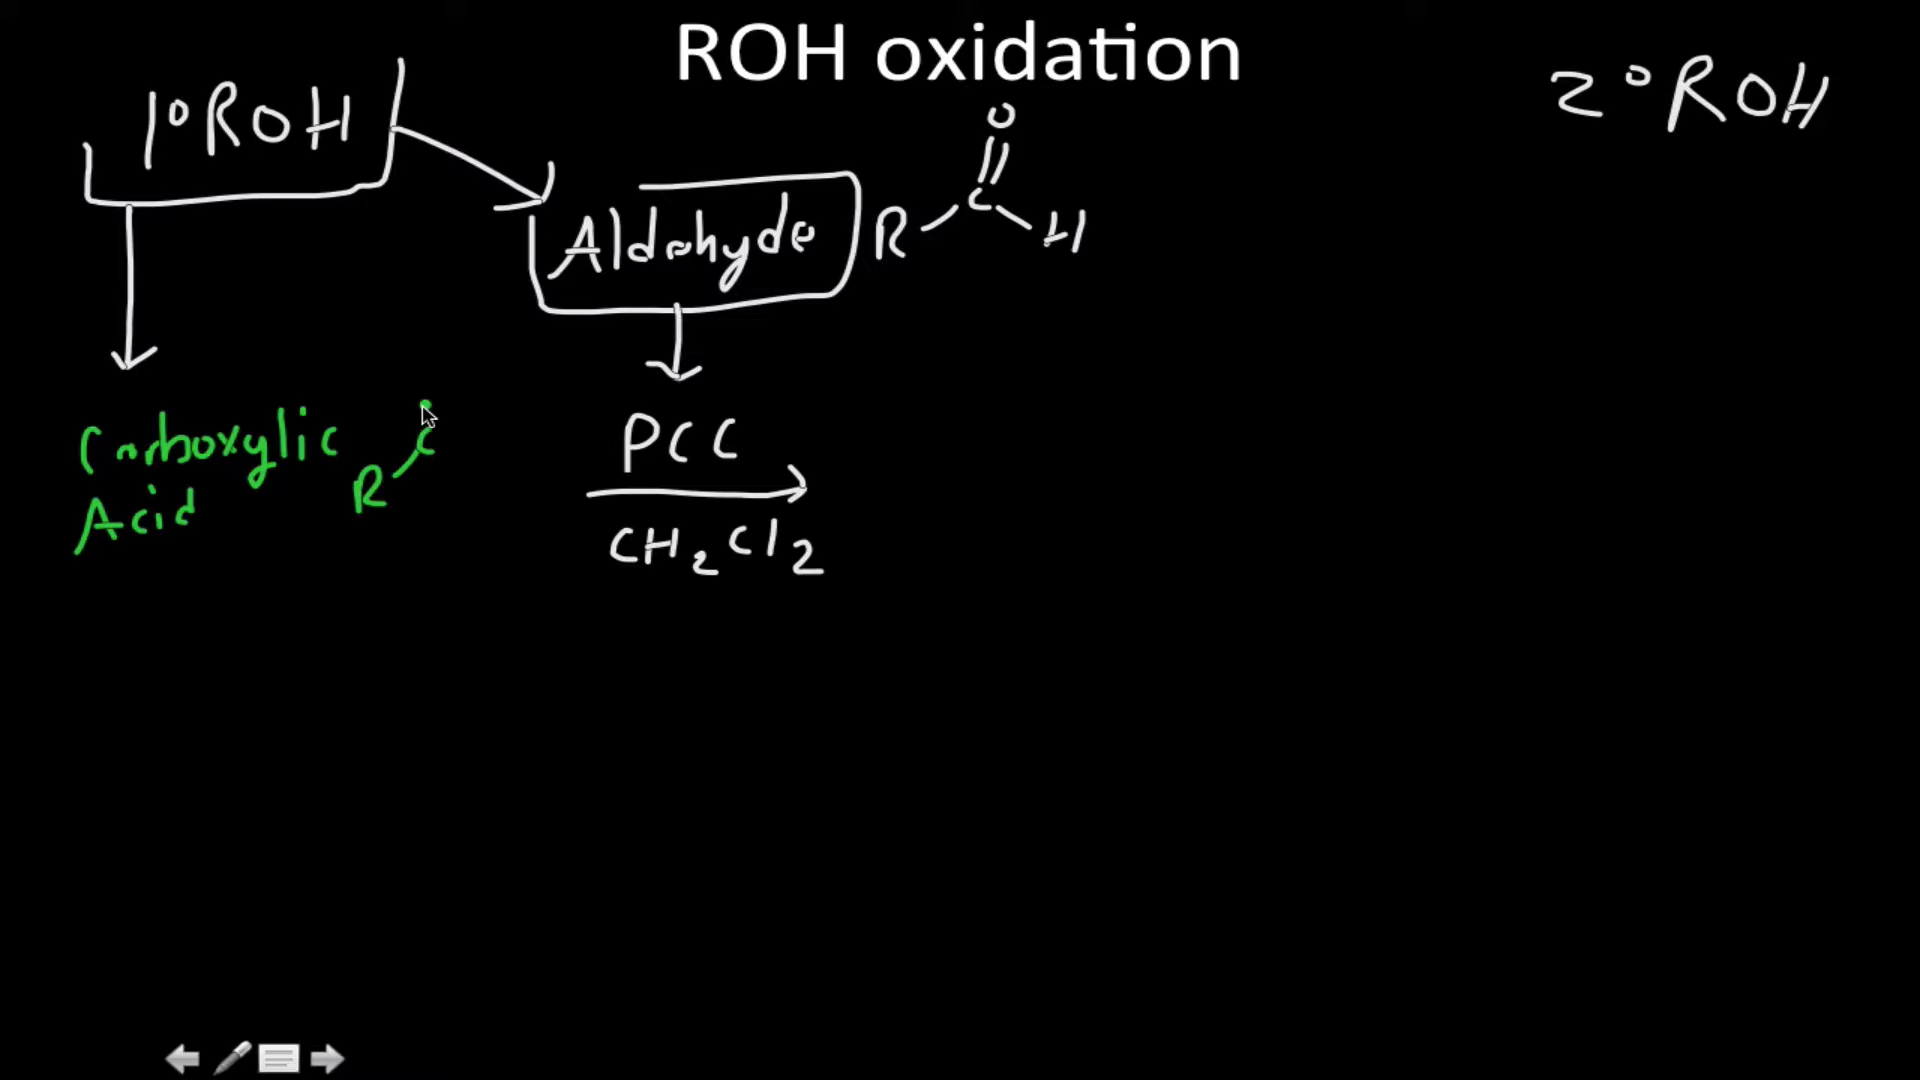 ROH oxidation
1° ROH
2° ROH
O
Aldehyde
R C H
Carboxylic
Acid
R C
PCC
CH2Cl2